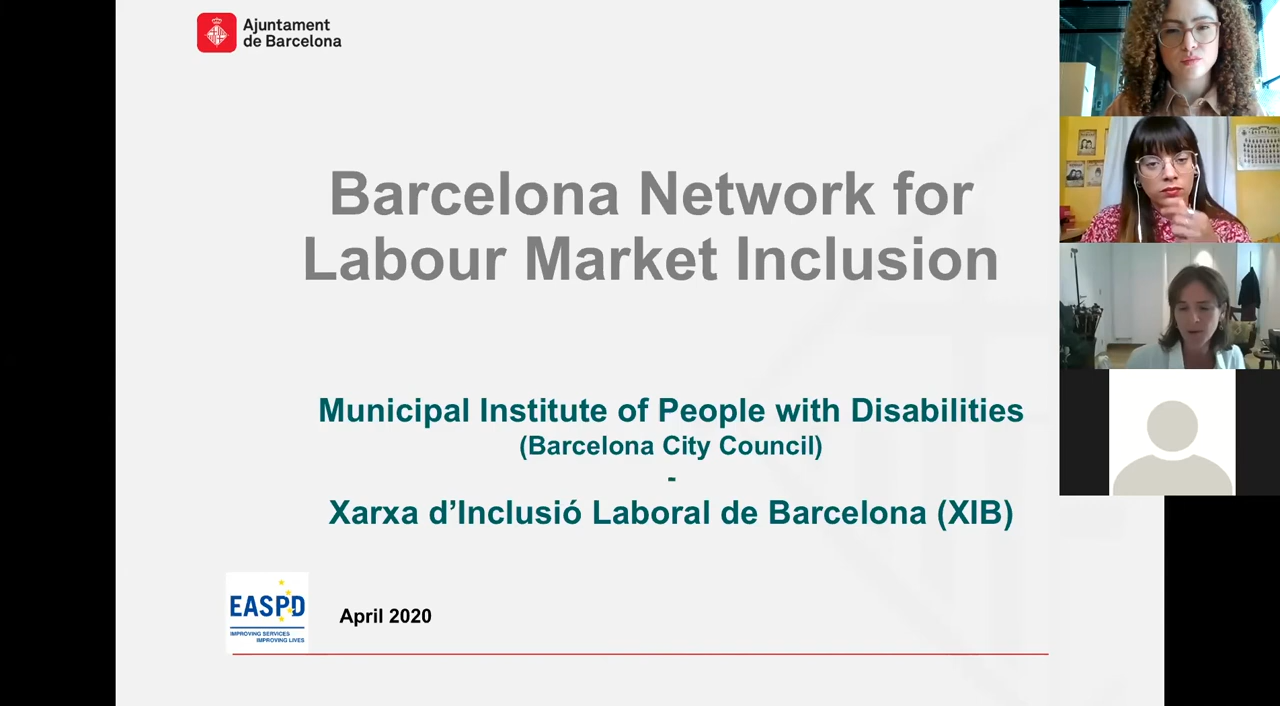 Ajuntament
de Barcelona
Barcelona Network for
Labour Market Inclusion
Municipal Institute of People with Disabilities
(Barcelona City Council)
-
Xarxa d’Inclusió Laboral de Barcelona (XIB)
EASPD
IMPROVING SERVICES
IMPROVING LIVES
April 2020